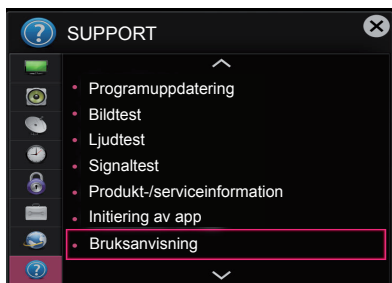 SUPPORT
Programuppdatering
Bildtest
Ljudtest
Signaltest
Produkt-/serviceinformation
Initiering av app
Bruksanvisning